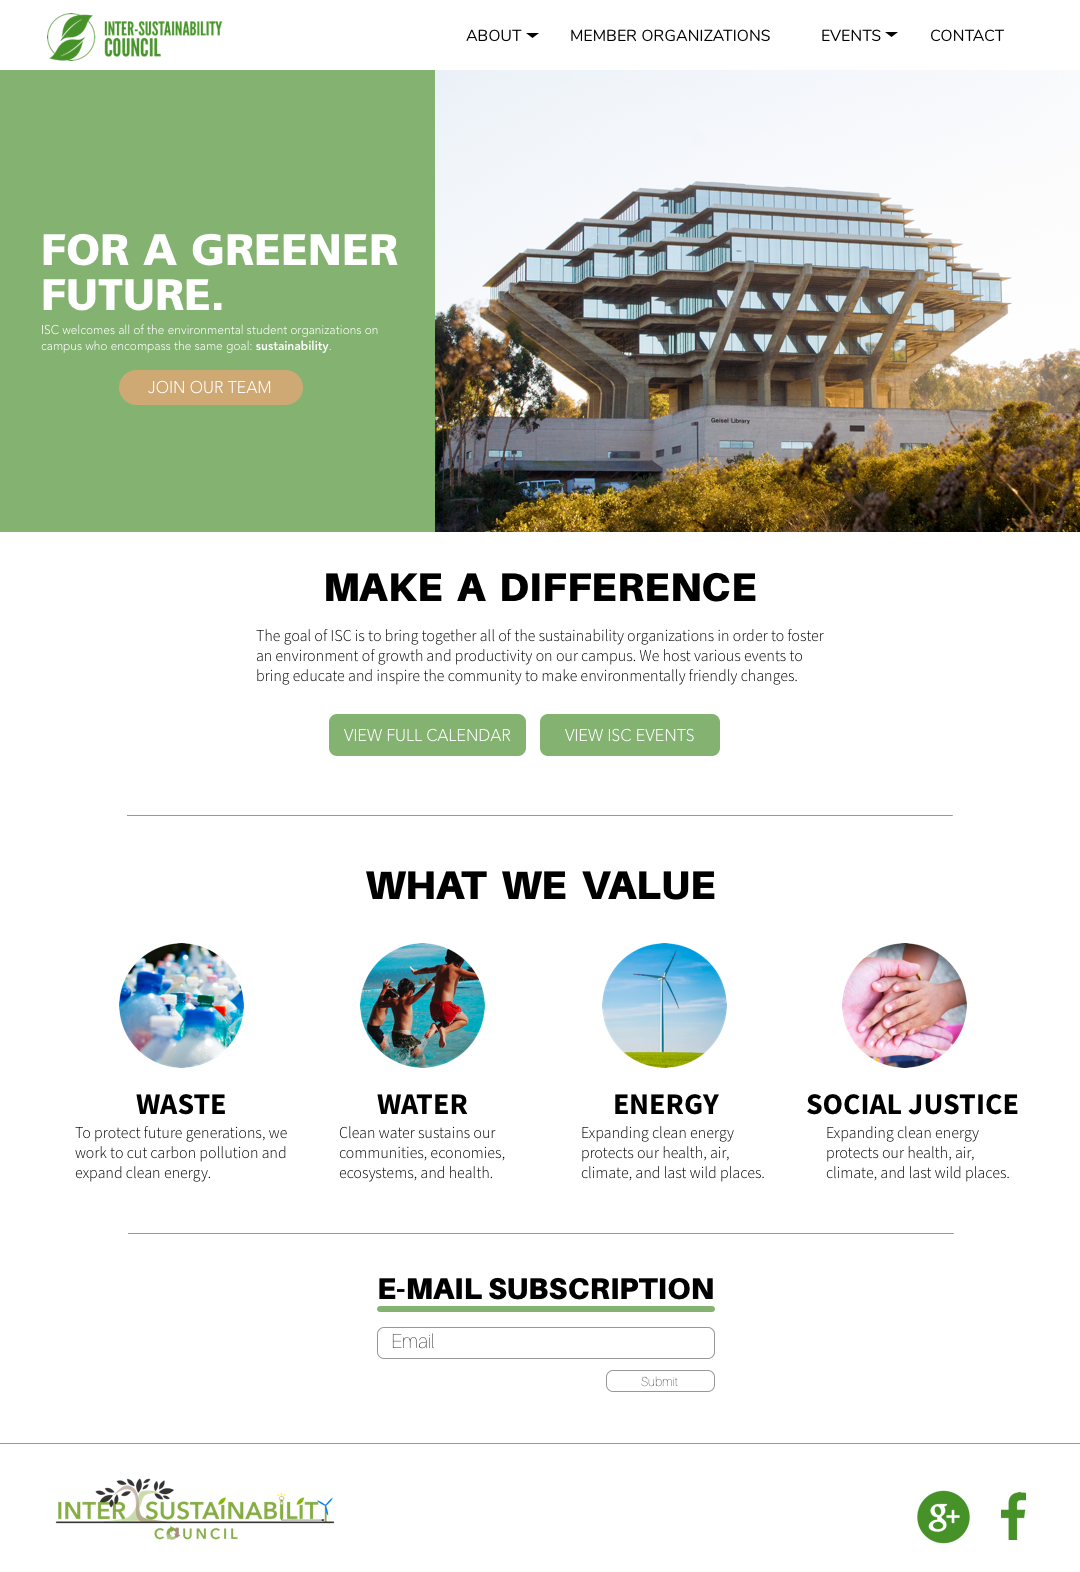 INTER-SUSTAINABILITY
COUNCIL
ABOUT
MEMBER ORGANIZATIONS
EVENTS
CONTACT
FOR A GREENER
FUTURE.
ISC welcomes all of the environmental student organizations on
campus who encompass the same goal: sustainability.
JOIN OUR TEAM
Geisel Library
MAKE A DIFFERENCE
The goal of ISC is to bring together all of the sustainability organizations in order to foster
an environment of growth and productivity on our campus. We host various events to
bring educate and inspire the community to make environmentally friendly changes.
VIEW FULL CALENDAR
VIEW ISC EVENTS
WHAT WE VALUE
WASTE
To protect future generations, we
work to cut carbon pollution and
expand clean energy.
WATER
Clean water sustains our
communities, economies,
ecosystems, and health.
ENERGY
Expanding clean energy
protects our health, air,
climate, and last wild places.
SOCIAL JUSTICE
Expanding clean energy
protects our health, air,
climate, and last wild places.
E-MAIL SUBSCRIPTION
Email
Submit
INTER SUSTAINABILITY
COUNCIL
g+
f